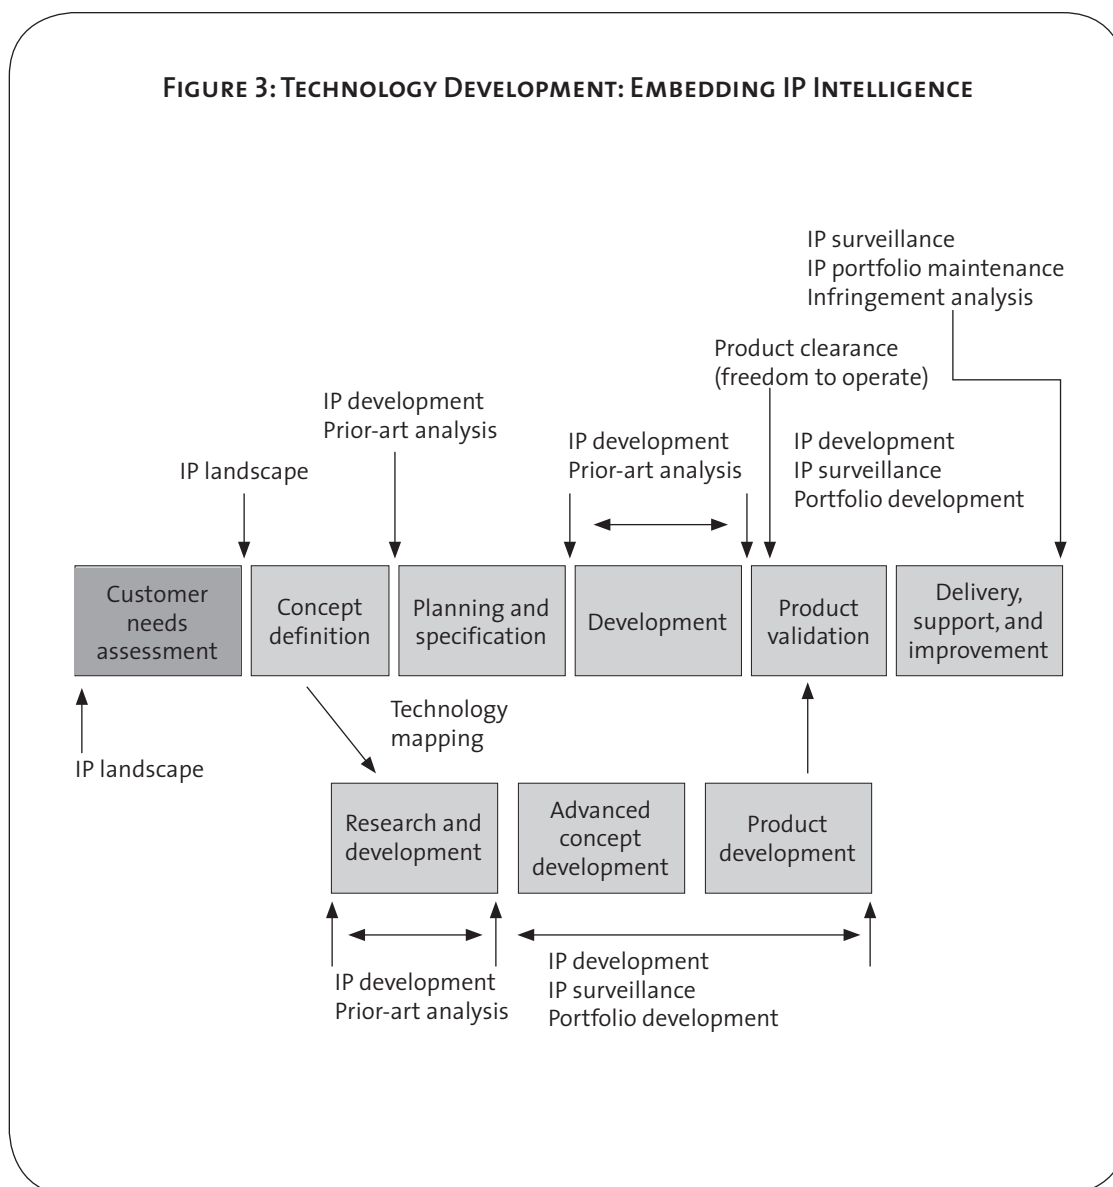 FIGURE 3: TECHNOLOGY DEVELOPMENT: EMBEDDING IP INTELLIGENCE
IP surveillance
IP portfolio maintenance
Infringement analysis
Product clearance
(freedom to operate)
IP development
Prior-art analysis
IP development
Prior-art analysis
IP development
IP surveillance
Portfolio development
IP landscape
Customer
needs
assessment
Concept
definition
Planning and
specification
Development
Product
validation
Delivery,
support, and
improvement
Technology
mapping
IP landscape
Research and
development
Advanced
concept
development
Product
development
IP development
Prior-art analysis
IP development
IP surveillance
Portfolio development